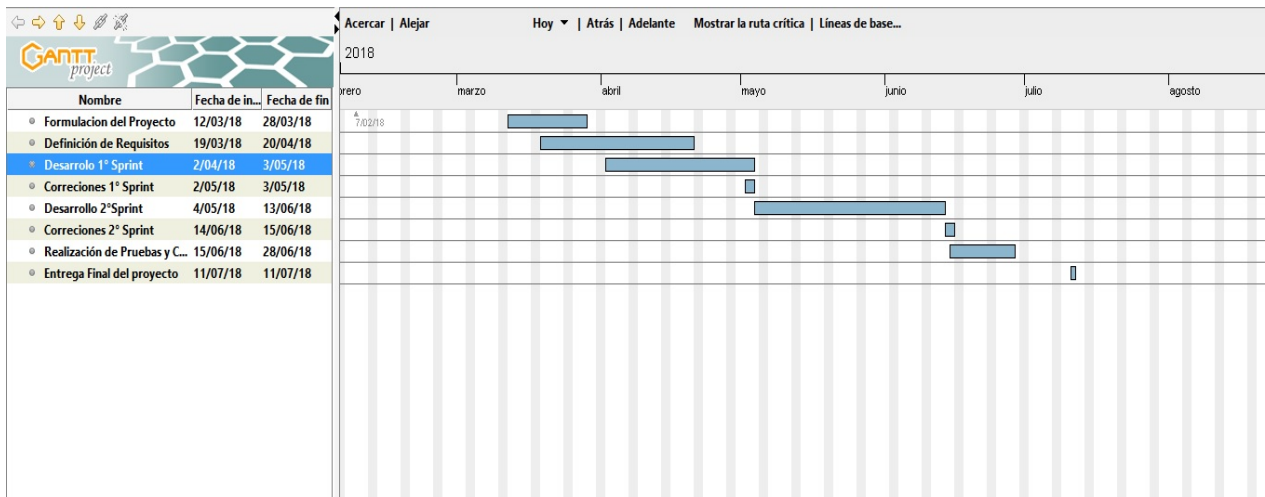 Acercar | Alejar Hoy ▼ | Atrás | Adelante Mostrar la ruta crítica | Líneas de base...
GANTT project
2018
Nombre Fecha de in... Fecha de fin
brero marzo abril mayo junio julio agosto
Formulacion del Proyecto 12/03/18 28/03/18
7/02/18
Definición de Requisitos 19/03/18 20/04/18
Desarrolo 1° Sprint 2/04/18 3/05/18
Correciones 1° Sprint 2/05/18 3/05/18
Desarrollo 2°Sprint 4/05/18 13/06/18
Correciones 2° Sprint 14/06/18 15/06/18
Realización de Pruebas y C... 15/06/18 28/06/18
Entrega Final del proyecto 11/07/18 11/07/18